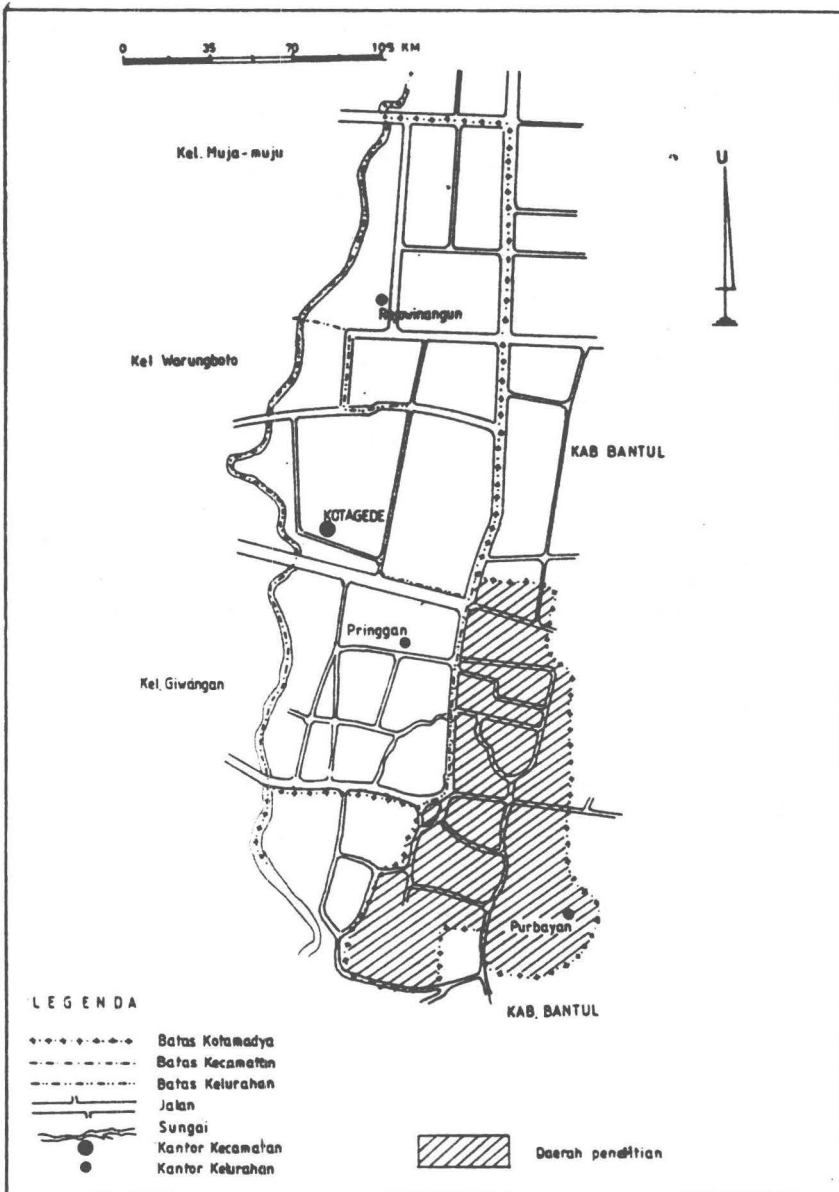 0 35 70 105 KM
Kel. Muja-muju
U
Rejowinangun
Kel Warungboto
KAB BANTUL
KOTAGEDE
Pringgan
Kel. Giwangan
Purbayan
KAB. BANTUL
LEGENDA
Batas Kotamadya
Batas Kecamatan
Batas Kelurahan
Jalan
Sungai
Kantor Kecamatan
Kantor Kelurahan
Daerah penelitian